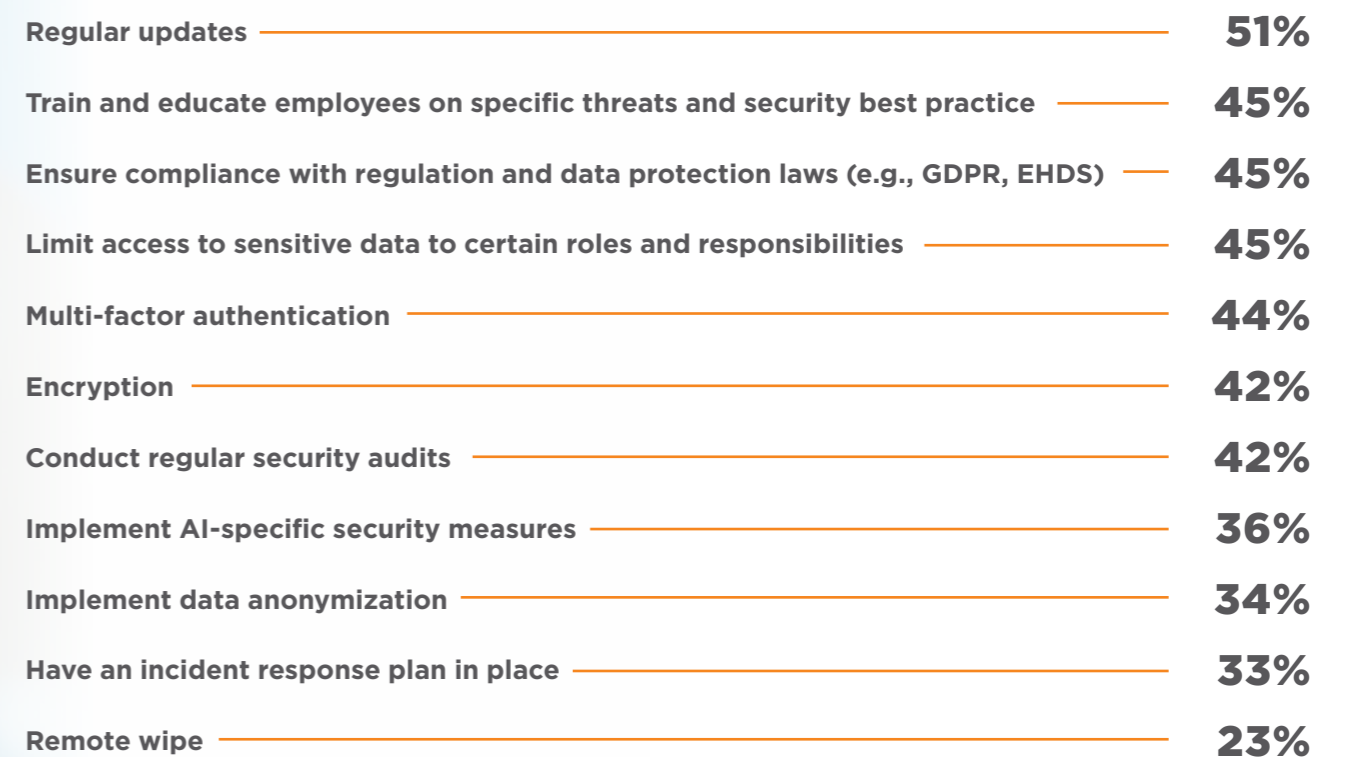 Regular updates 51%
Train and educate employees on specific threats and security best practice 45%
Ensure compliance with regulation and data protection laws (e.g., GDPR, EHDS) 45%
Limit access to sensitive data to certain roles and responsibilities 45%
Multi-factor authentication 44%
Encryption 42%
Conduct regular security audits 42%
Implement AI-specific security measures 36%
Implement data anonymization 34%
Have an incident response plan in place 33%
Remote wipe 23%